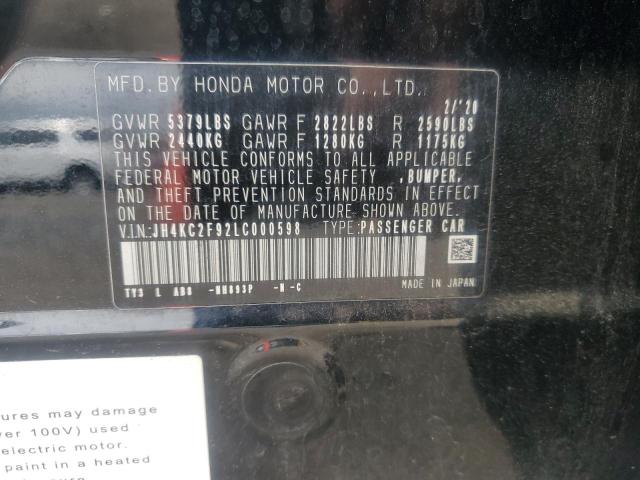 MFD. BY HONDA MOTOR CO., LTD.
2/'20
GVWR 5379LBS GAWR F 2822LBS R 2590LBS
GVWR 2440KG GAWR F 1280KG R 1175KG
THIS VEHICLE CONFORMS TO ALL APPLICABLE
FEDERAL MOTOR VEHICLE SAFETY ,BUMPER,
AND THEFT PREVENTION STANDARDS IN EFFECT
ON THE DATE OF MANUFACTURE SHOWN ABOVE.
V.I.N: JH4KC2F92LC000598 TYPE:PASSENGER CAR
TY3 L AB0 -NH893P -N -C MADE IN JAPAN
ures may damage
ver 100V) used
electric motor.
paint in a heated